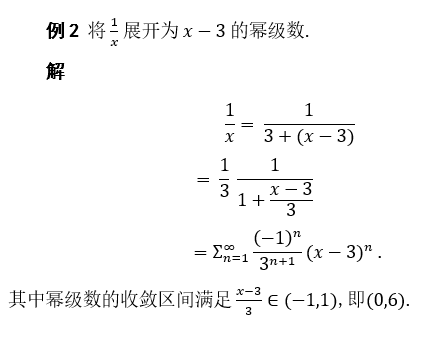 例 2 将 1/x 展开为 x − 3 的幂级数.
解
1/x = 1/(3 + (x − 3))
= 1/3 1/(1 + (x − 3)/3)
= Σ_{n=1}^{∞} (−1)^n/3^{n+1} (x − 3)^n .
其中幂级数的收敛区间满足 (x−3)/3 ∈ (−1,1), 即(0,6).